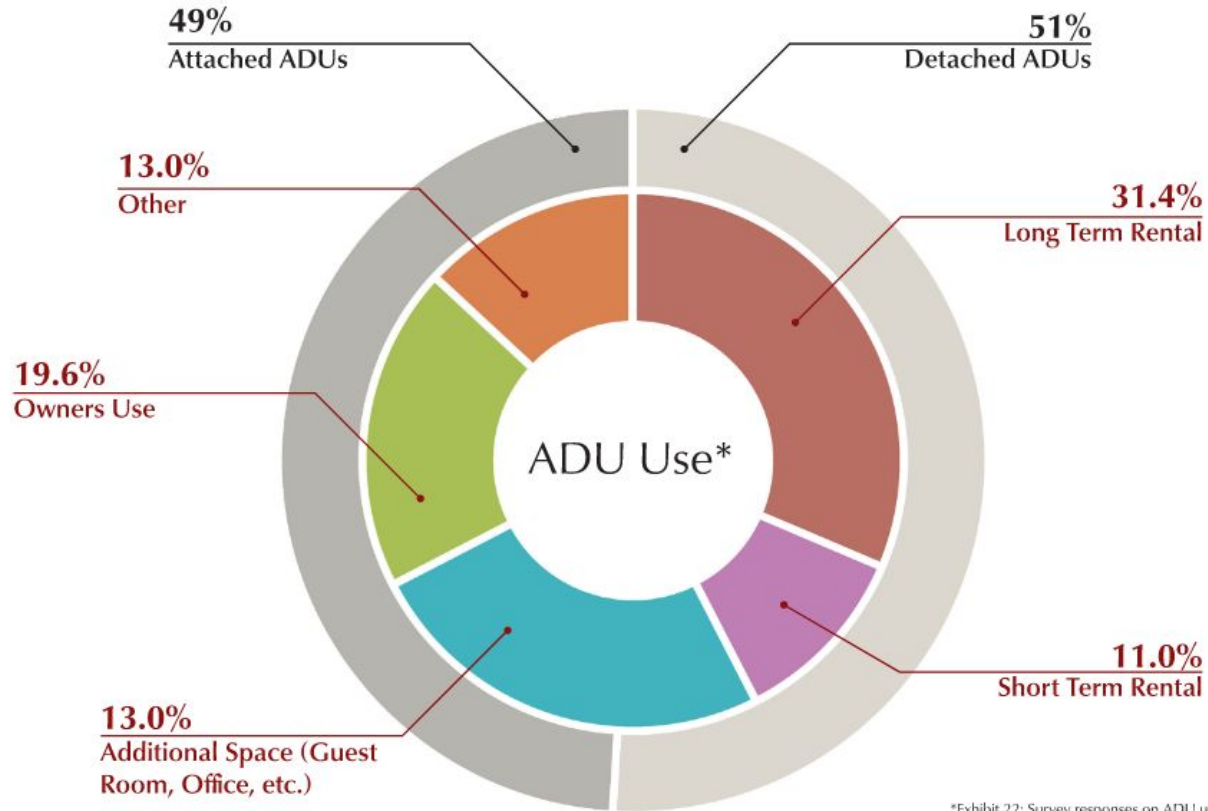 49%
Attached ADUs
51%
Detached ADUs
13.0%
Other
31.4%
Long Term Rental
19.6%
Owners Use
ADU Use*
11.0%
Short Term Rental
13.0%
Additional Space (Guest
Room, Office, etc.)
*Exhibit 22: Survey responses on ADU